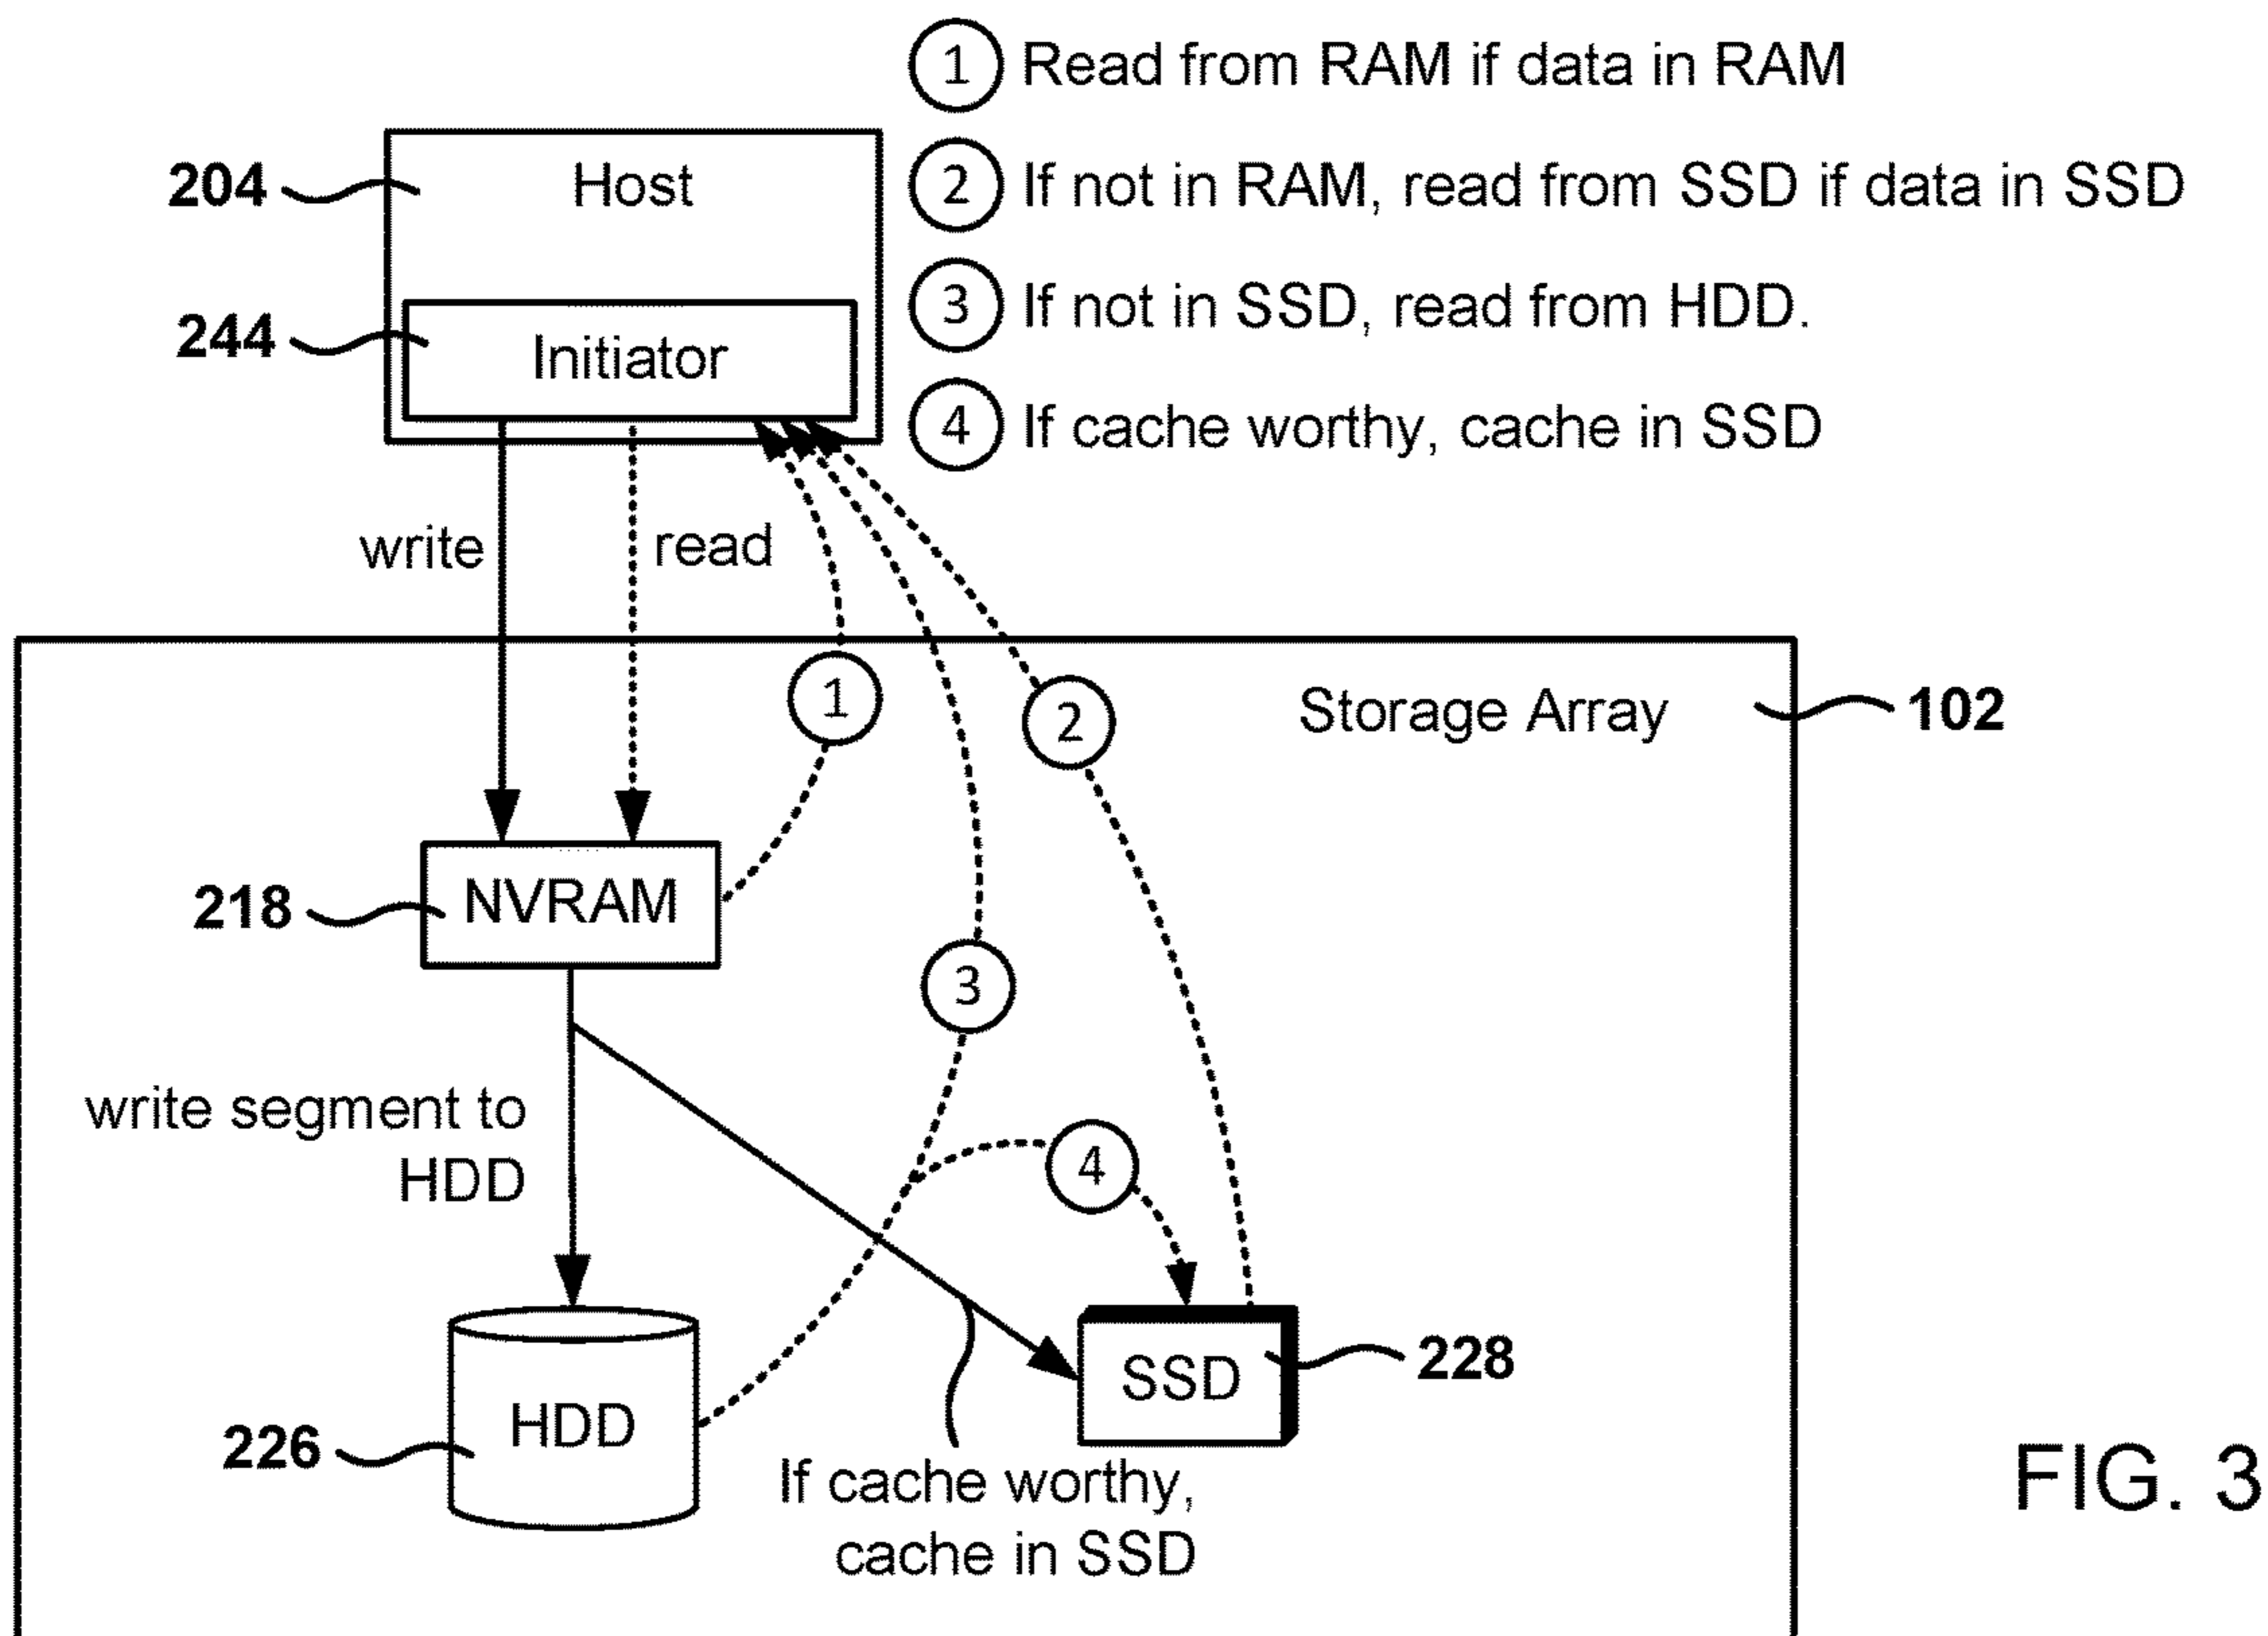 1 Read from RAM if data in RAM
204 Host
2 If not in RAM, read from SSD if data in SSD
3 If not in SSD, read from HDD.
244 Initiator
4 If cache worthy, cache in SSD
write read
1
2
Storage Array 102
218 NVRAM
3
write segment to
HDD
4
SSD 228
226 HDD
If cache worthy,
cache in SSD
FIG. 3